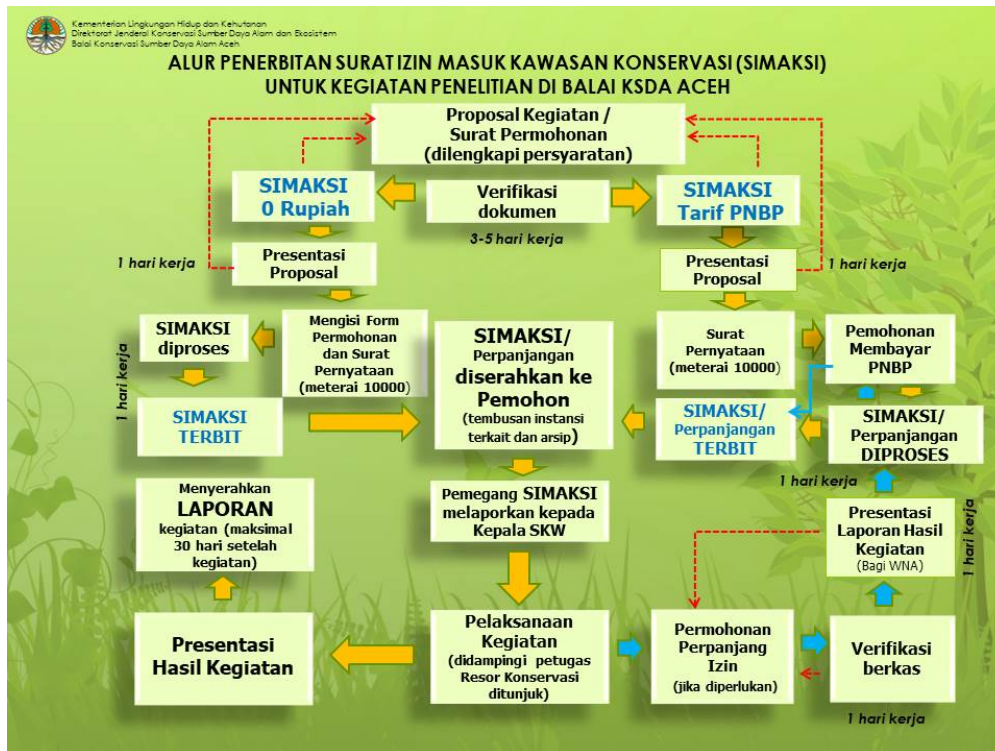 Kementerian Lingkungan Hidup dan Kehutanan
Direktorat Jenderal Konservasi Sumber Daya Alam dan Ekosistem
Balai Konservasi Sumber Daya Alam Aceh
ALUR PENERBITAN SURAT IZIN MASUK KAWASAN KONSERVASI (SIMAKSI)
UNTUK KEGIATAN PENELITIAN DI BALAI KSDA ACEH
Proposal Kegiatan /
Surat Permohonan
(dilengkapi persyaratan)
SIMAKSI
0 Rupiah
Verifikasi
dokumen
SIMAKSI
Tarif PNBP
3-5 hari kerja
1 hari kerja
Presentasi
Proposal
Presentasi
Proposal
1 hari kerja
SIMAKSI
diproses
Mengisi Form
Permohonan
dan Surat
Pernyataan
(meterai 10000)
SIMAKSI/
Perpanjangan
diserahkan ke
Pemohon
(tembusan instansi
terkait dan arsip)
Surat
Pernyataan
(meterai 10000)
Pemohonan
Membayar
PNBP
1 hari kerja
SIMAKSI
TERBIT
SIMAKSI/
Perpanjangan
TERBIT
SIMAKSI/
Perpanjangan
DIPROSES
1 hari kerja
Menyerahkan
LAPORAN
kegiatan (maksimal
30 hari setelah
kegiatan)
Pemegang SIMAKSI
melaporkan kepada
Kepala SKW
Presentasi
Laporan Hasil
Kegiatan
(Bagi WNA)
1 hari kerja
Presentasi
Hasil Kegiatan
Pelaksanaan
Kegiatan
(didampingi petugas
Resor Konservasi
ditunjuk)
Permohonan
Perpanjang
Izin
(jika diperlukan)
Verifikasi
berkas
1 hari kerja